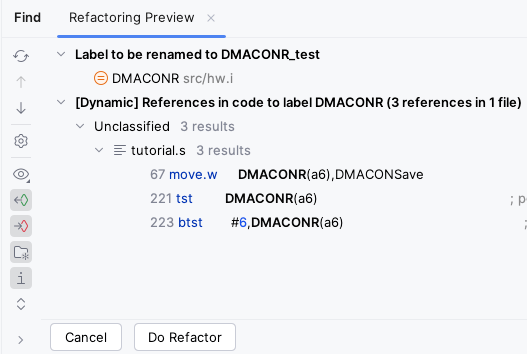 Find Refactoring Preview ×
Label to be renamed to DMACONR_test
DMACONR src/hw.i
[Dynamic] References in code to label DMACONR (3 references in 1 file)
Unclassified 3 results
tutorial.s 3 results
67 move.w DMACONR(a6),DMACONSave
221 tst DMACONR(a6) ; p
223 btst #6,DMACONR(a6) ;
Cancel Do Refactor